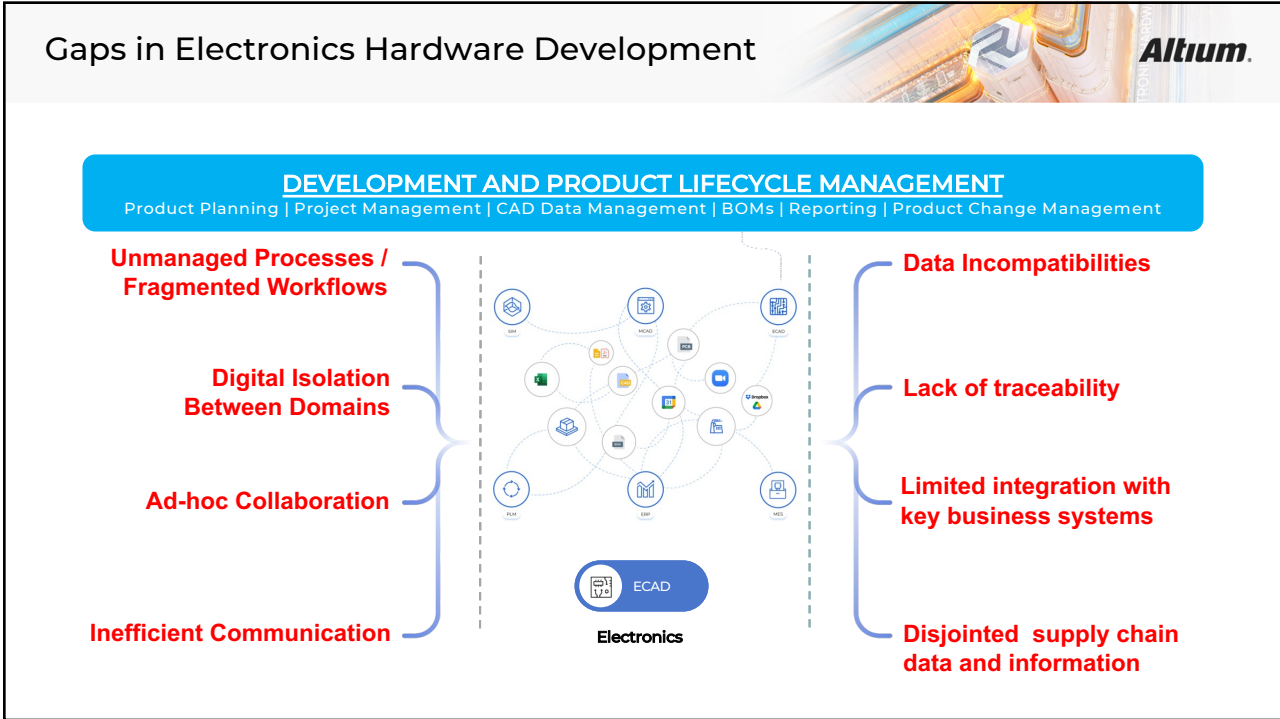 Gaps in Electronics Hardware Development
Altıum.
DEVELOPMENT AND PRODUCT LIFECYCLE MANAGEMENT
Product Planning | Project Management | CAD Data Management | BOMs | Reporting | Product Change Management
Unmanaged Processes /
Fragmented Workflows
Digital Isolation
Between Domains
Ad-hoc Collaboration
Inefficient Communication
SIM
MCAD
ECAD
PCB
31
Dropbox
PLM
ERP
MES
ECAD
Electronics
Data Incompatibilities
Lack of traceability
Limited integration with
key business systems
Disjointed supply chain
data and information